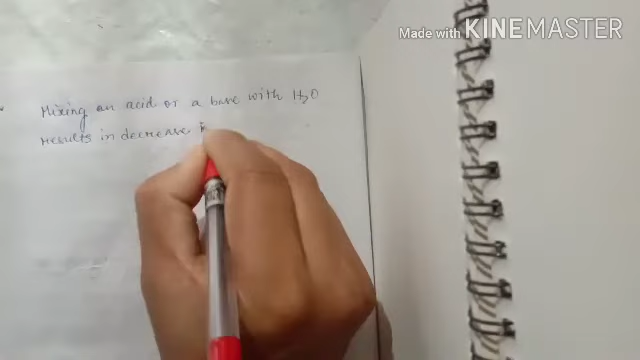 Made with KINEMASTER
Mixing an acid or a base with H₂O
results in decrease